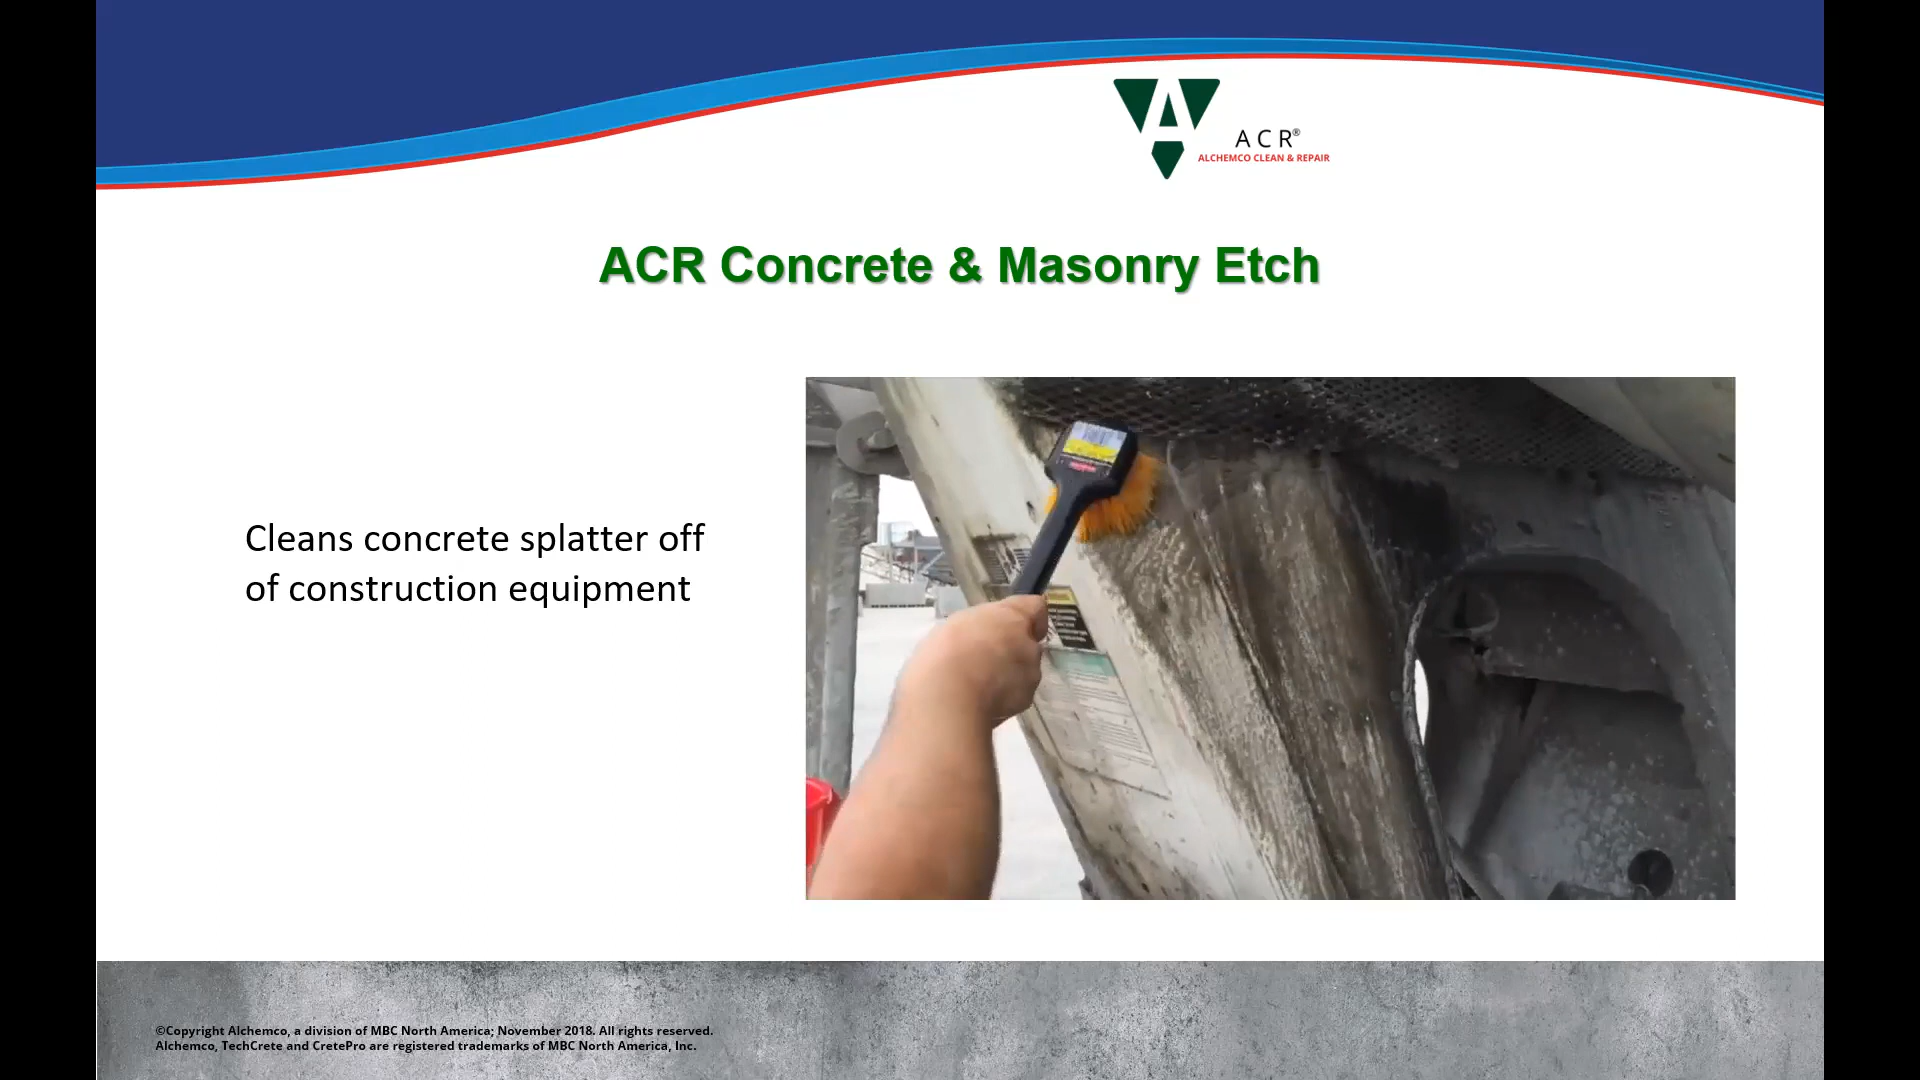 ACR®
ALCHEMCO CLEAN & REPAIR
ACR Concrete & Masonry Etch
Cleans concrete splatter off
of construction equipment
©Copyright Alchemco, a division of MBC North America; November 2018. All rights reserved.
Alchemco, TechCrete and CretePro are registered trademarks of MBC North America, Inc.